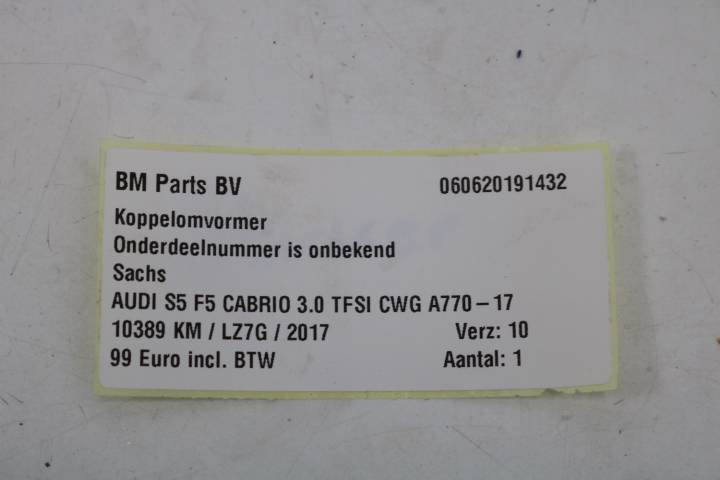 BM Parts BV 060620191432
Koppelomvormer
Onderdeelnummer is onbekend
Sachs
AUDI S5 F5 CABRIO 3.0 TFSI CWG A770-17
10389 KM / LZ7G / 2017 Verz: 10
99 Euro incl. BTW Aantal: 1